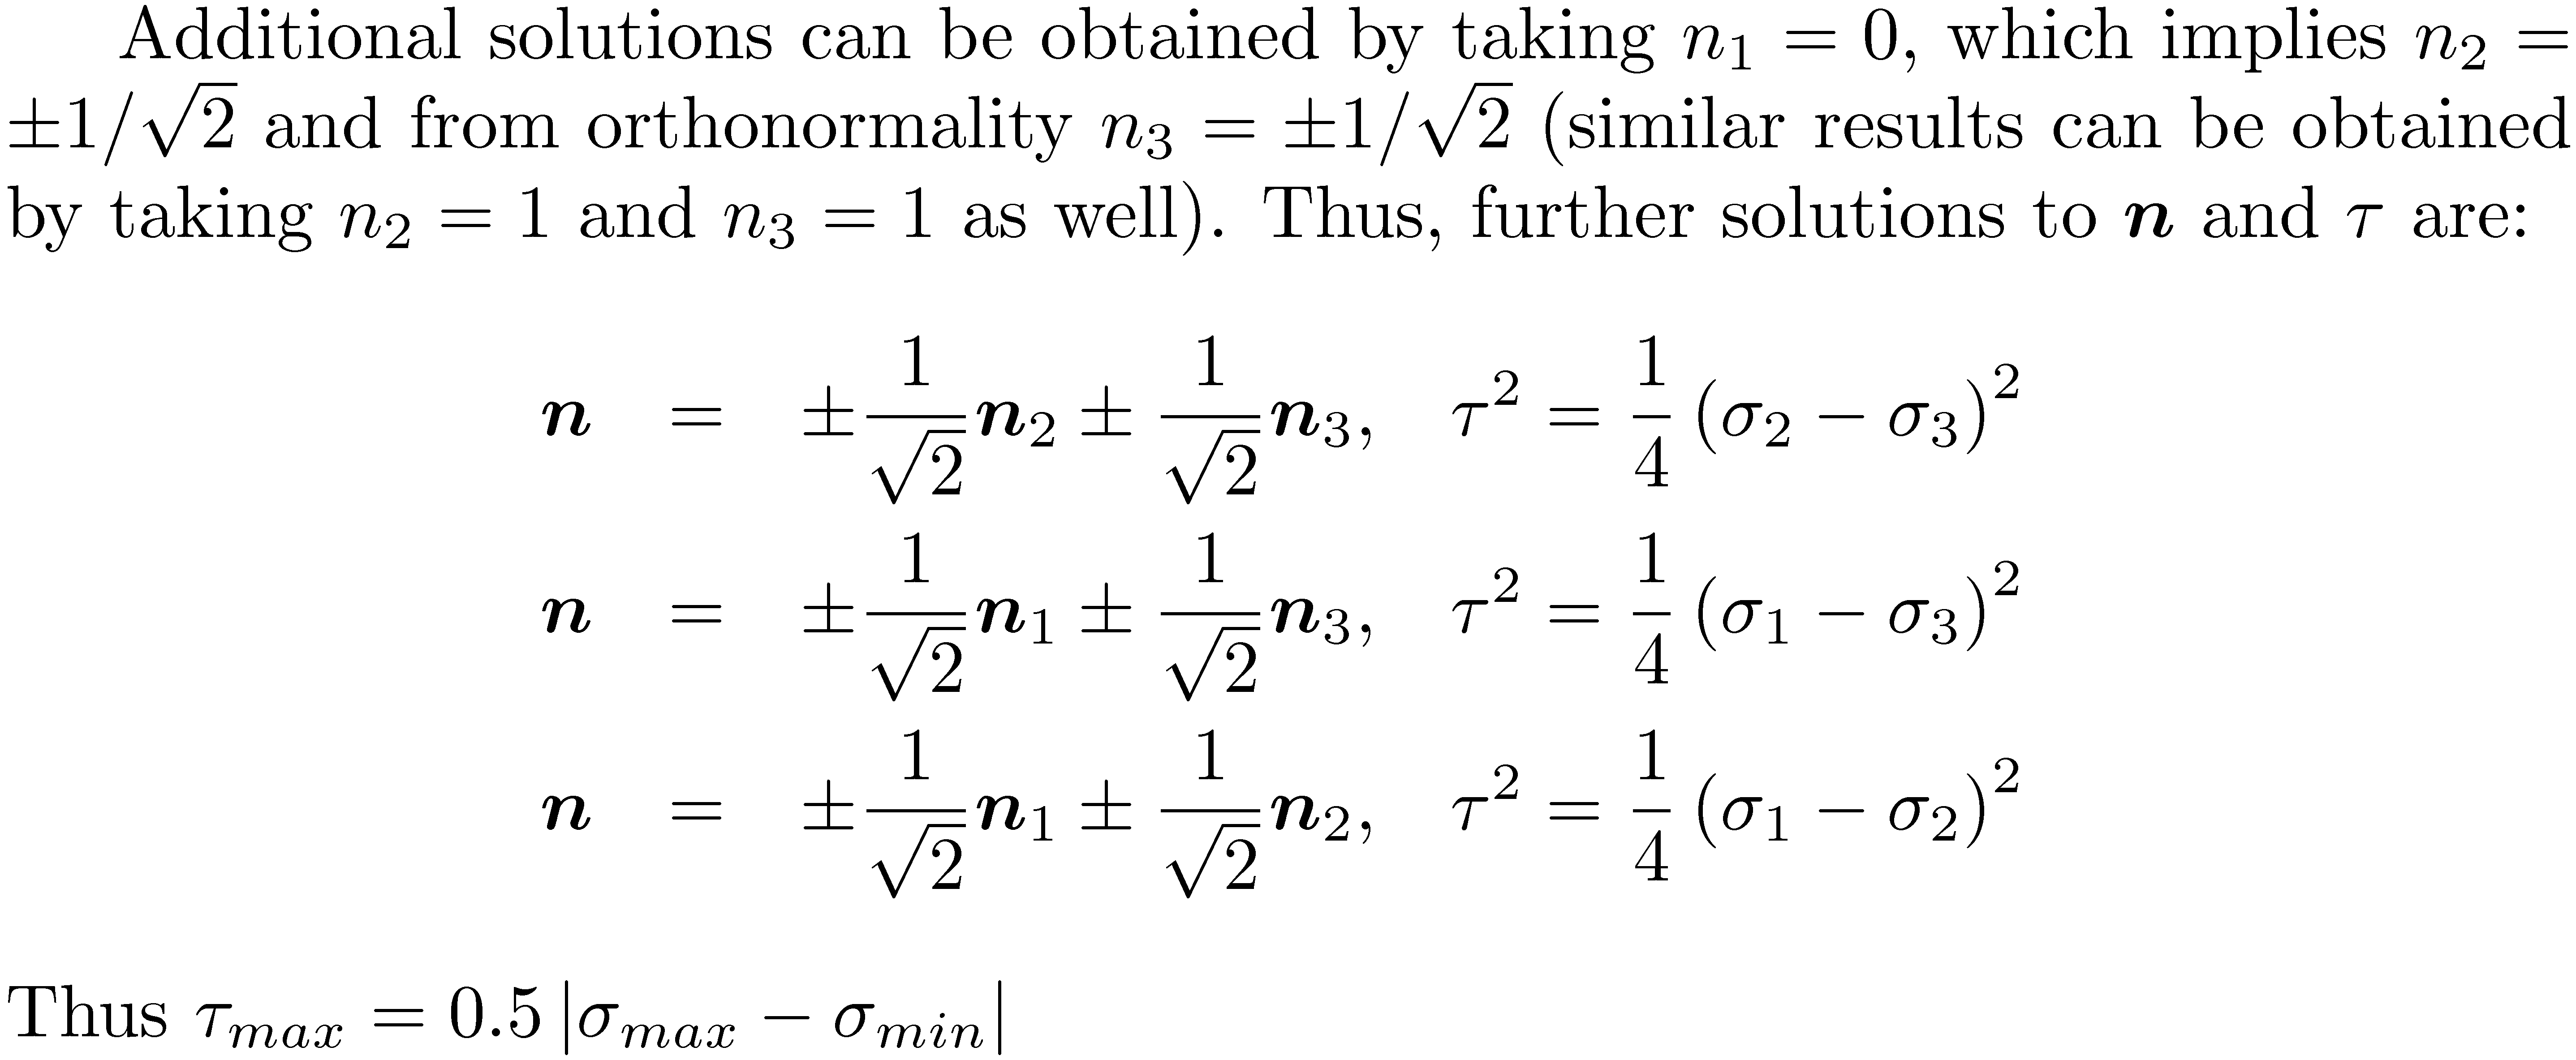 Additional solutions can be obtained by taking n₁ = 0, which implies n₂ =
±1/√2 and from orthonormality n₃ = ±1/√2 (similar results can be obtained
by taking n₂ = 1 and n₃ = 1 as well). Thus, further solutions to n and τ are:
n = ± 1/√2 n₂ ± 1/√2 n₃, τ² = 1/4 (σ₂ − σ₃)²
n = ± 1/√2 n₁ ± 1/√2 n₃, τ² = 1/4 (σ₁ − σ₃)²
n = ± 1/√2 n₁ ± 1/√2 n₂, τ² = 1/4 (σ₁ − σ₂)²
Thus τ_max = 0.5 |σ_max − σ_min|